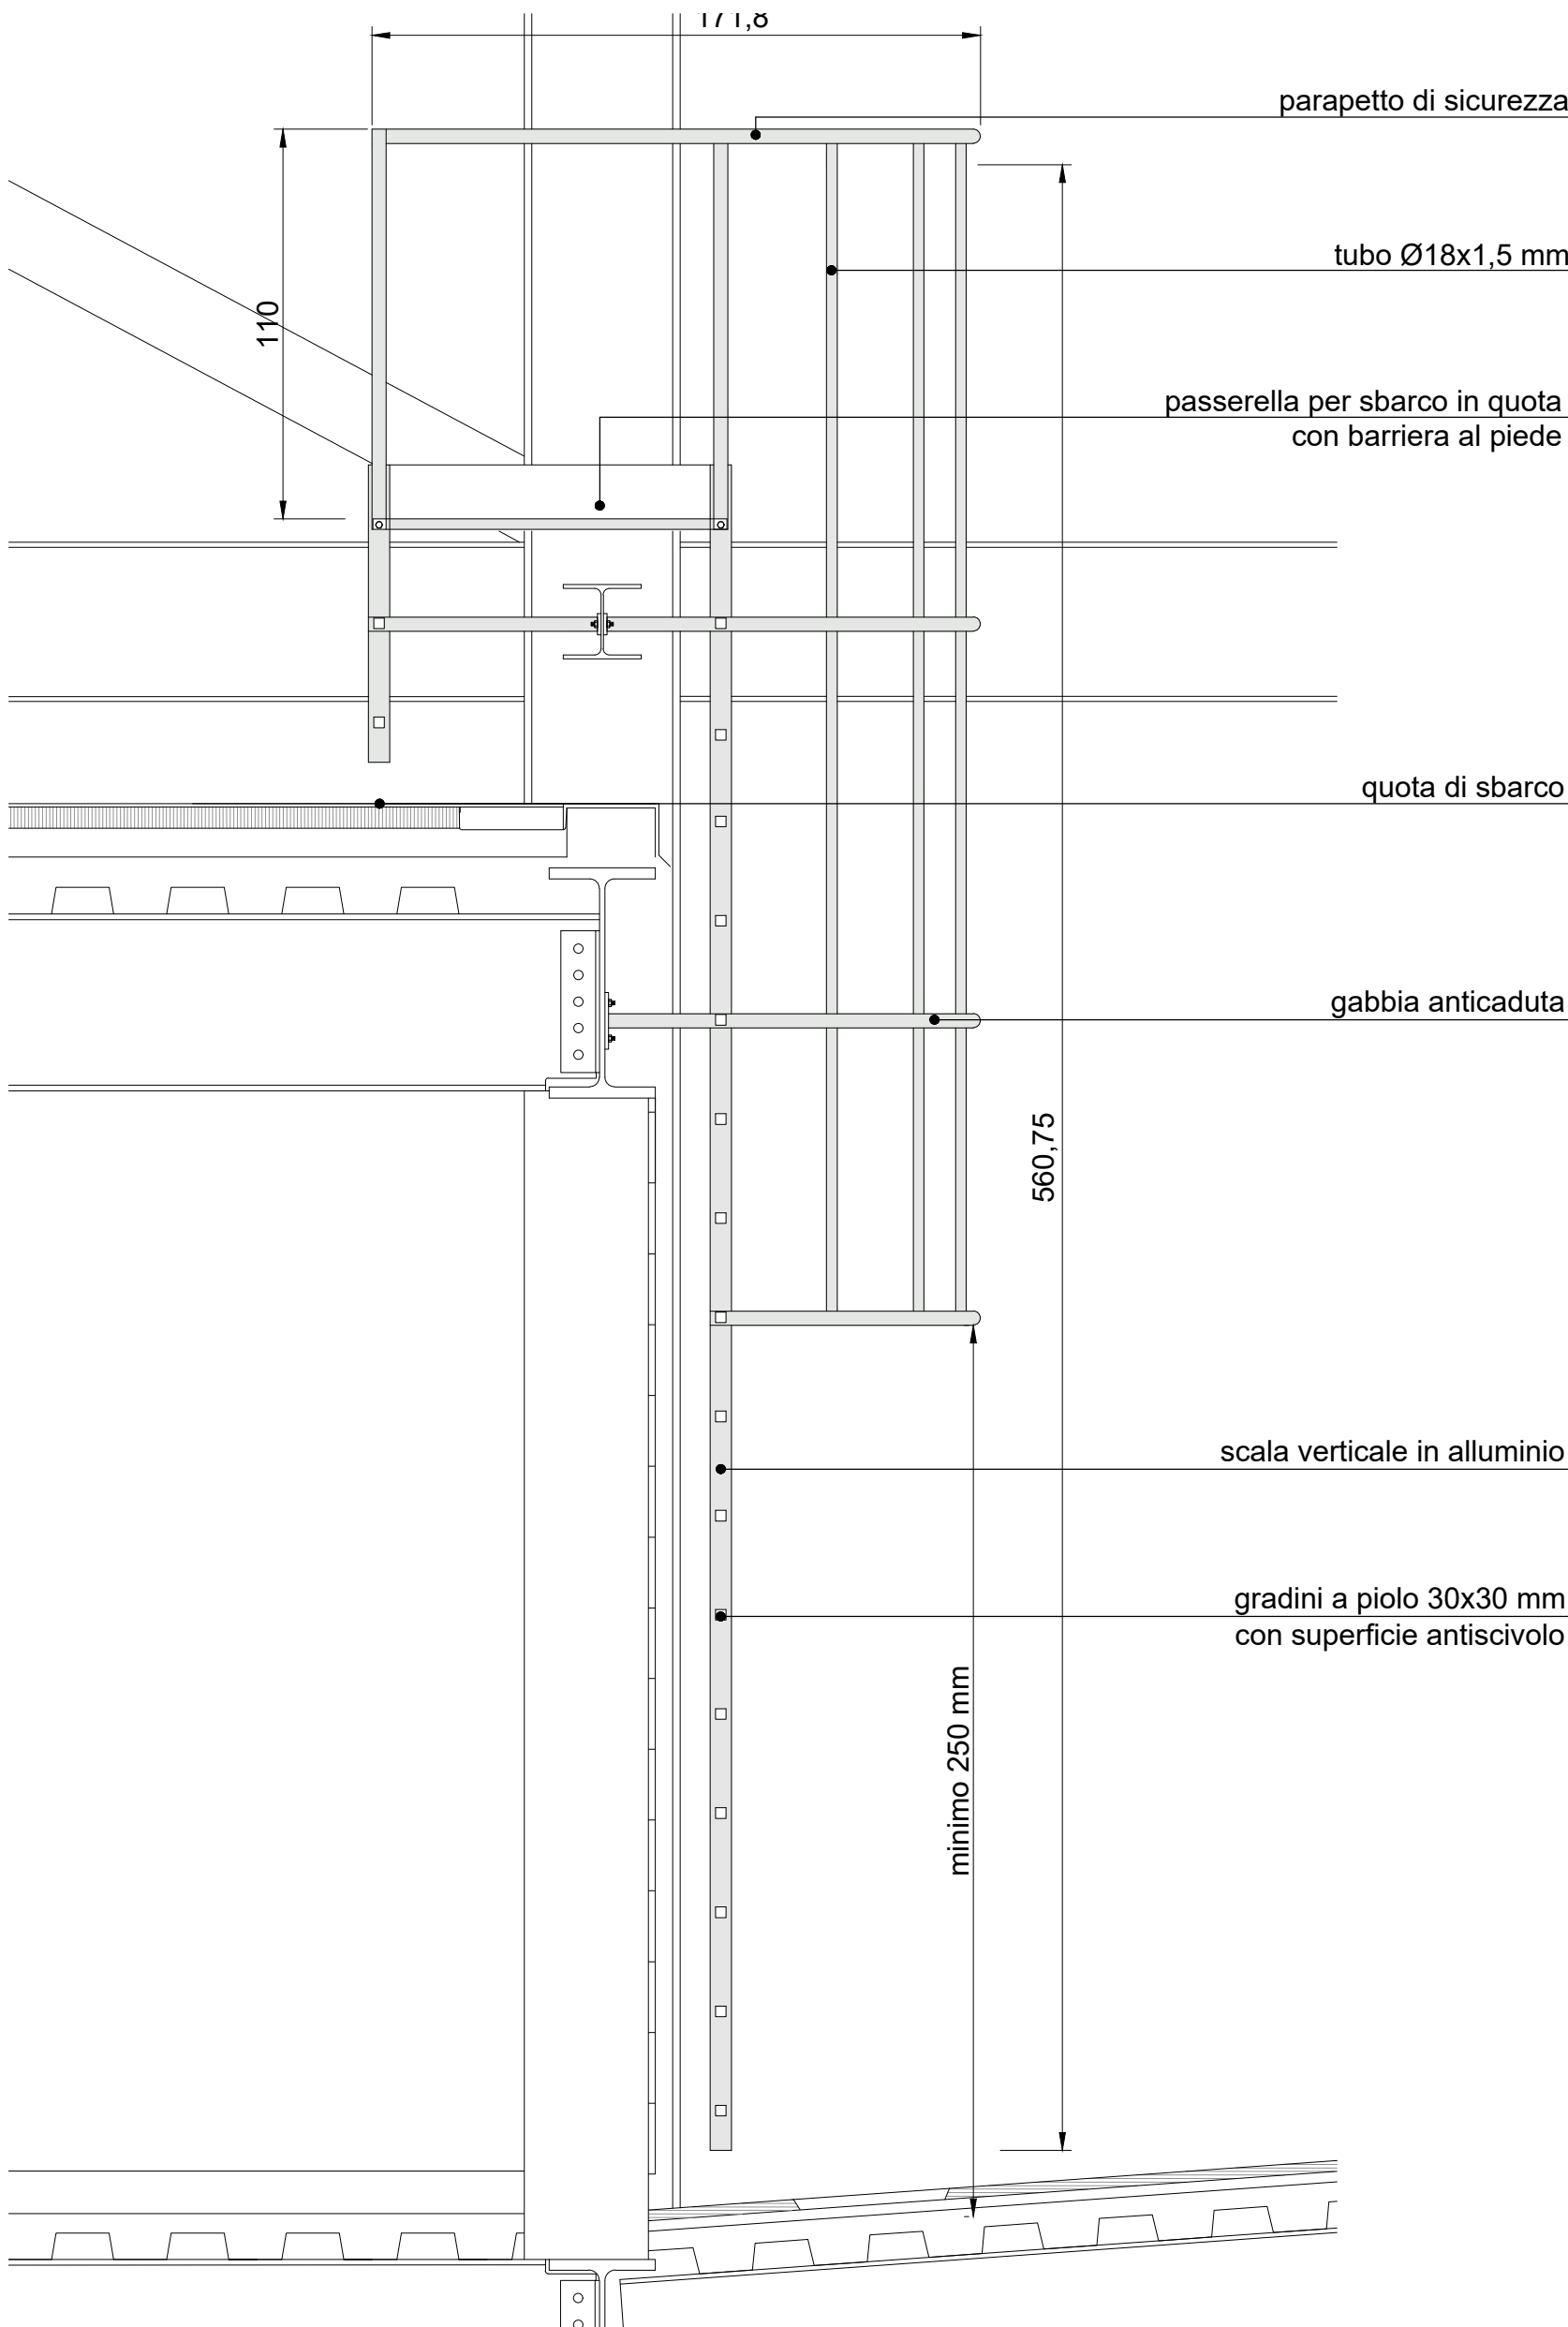 171,8
parapetto di sicurezza
tubo Ø18x1,5 mm
110
passerella per sbarco in quota
con barriera al piede
quota di sbarco
gabbia anticaduta
560,75
scala verticale in alluminio
gradini a piolo 30x30 mm
con superficie antiscivolo
minimo 250 mm